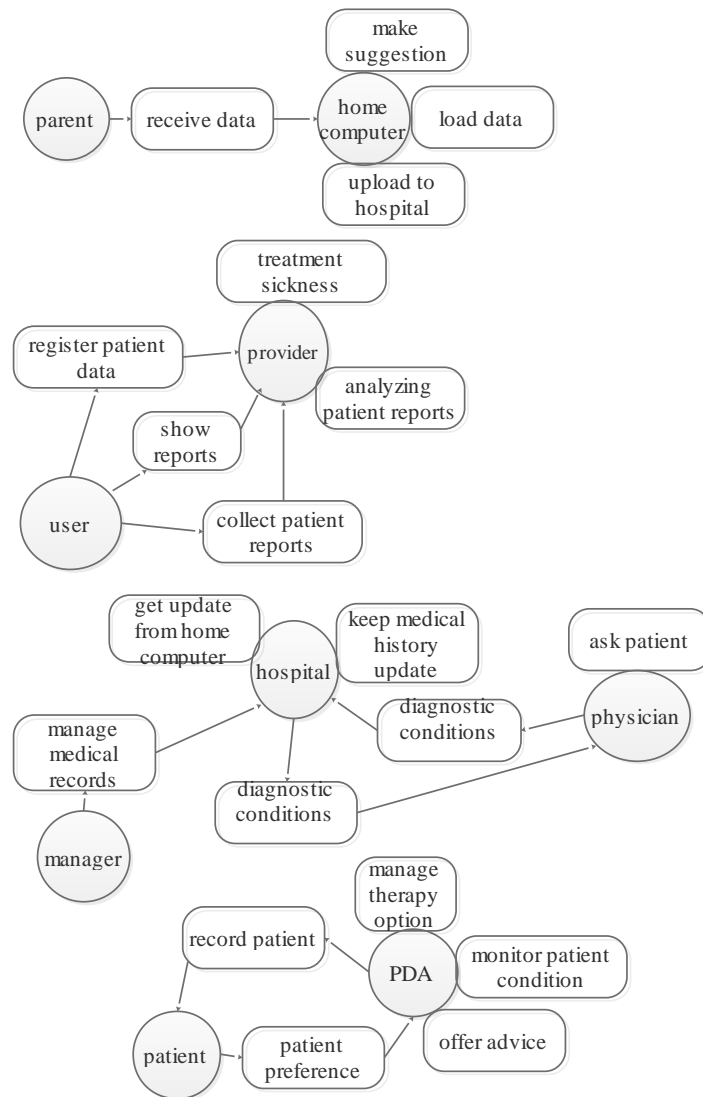 make
suggestion
parent
receive data
home
computer
load data
upload to
hospital
treatment
sickness
register patient
data
provider
analyzing
patient reports
show
reports
user
collect patient
reports
get update
from home
computer
keep medical
history
update
hospital
ask patient
diagnostic
conditions
physician
manage
medical
records
diagnostic
conditions
manager
manage
therapy
option
record patient
PDA
monitor patient
condition
offer advice
patient
patient
preference